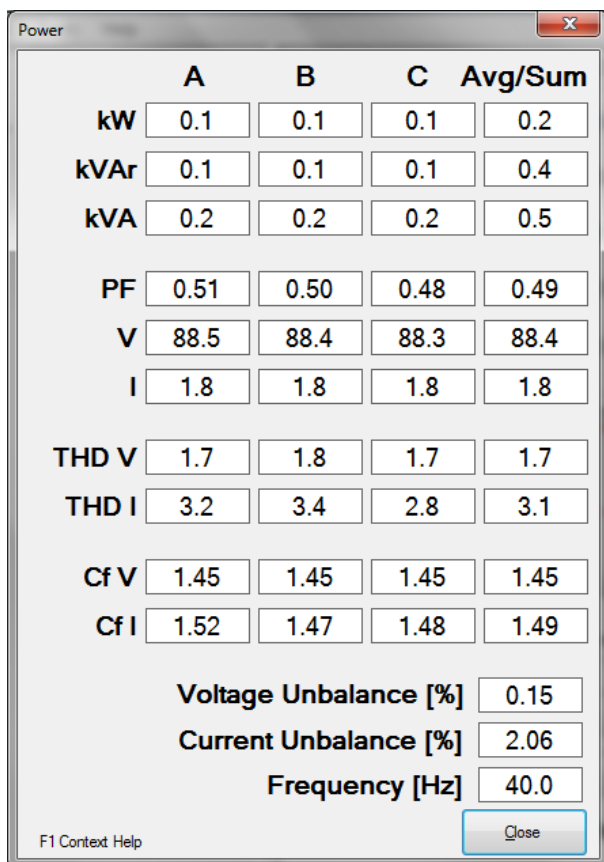 Power
A B C Avg/Sum
kW 0.1 0.1 0.1 0.2
kVAr 0.1 0.1 0.1 0.4
kVA 0.2 0.2 0.2 0.5
PF 0.51 0.50 0.48 0.49
V 88.5 88.4 88.3 88.4
I 1.8 1.8 1.8 1.8
THD V 1.7 1.8 1.7 1.7
THD I 3.2 3.4 2.8 3.1
Cf V 1.45 1.45 1.45 1.45
Cf I 1.52 1.47 1.48 1.49
Voltage Unbalance [%] 0.15
Current Unbalance [%] 2.06
Frequency [Hz] 40.0
F1 Context Help Close